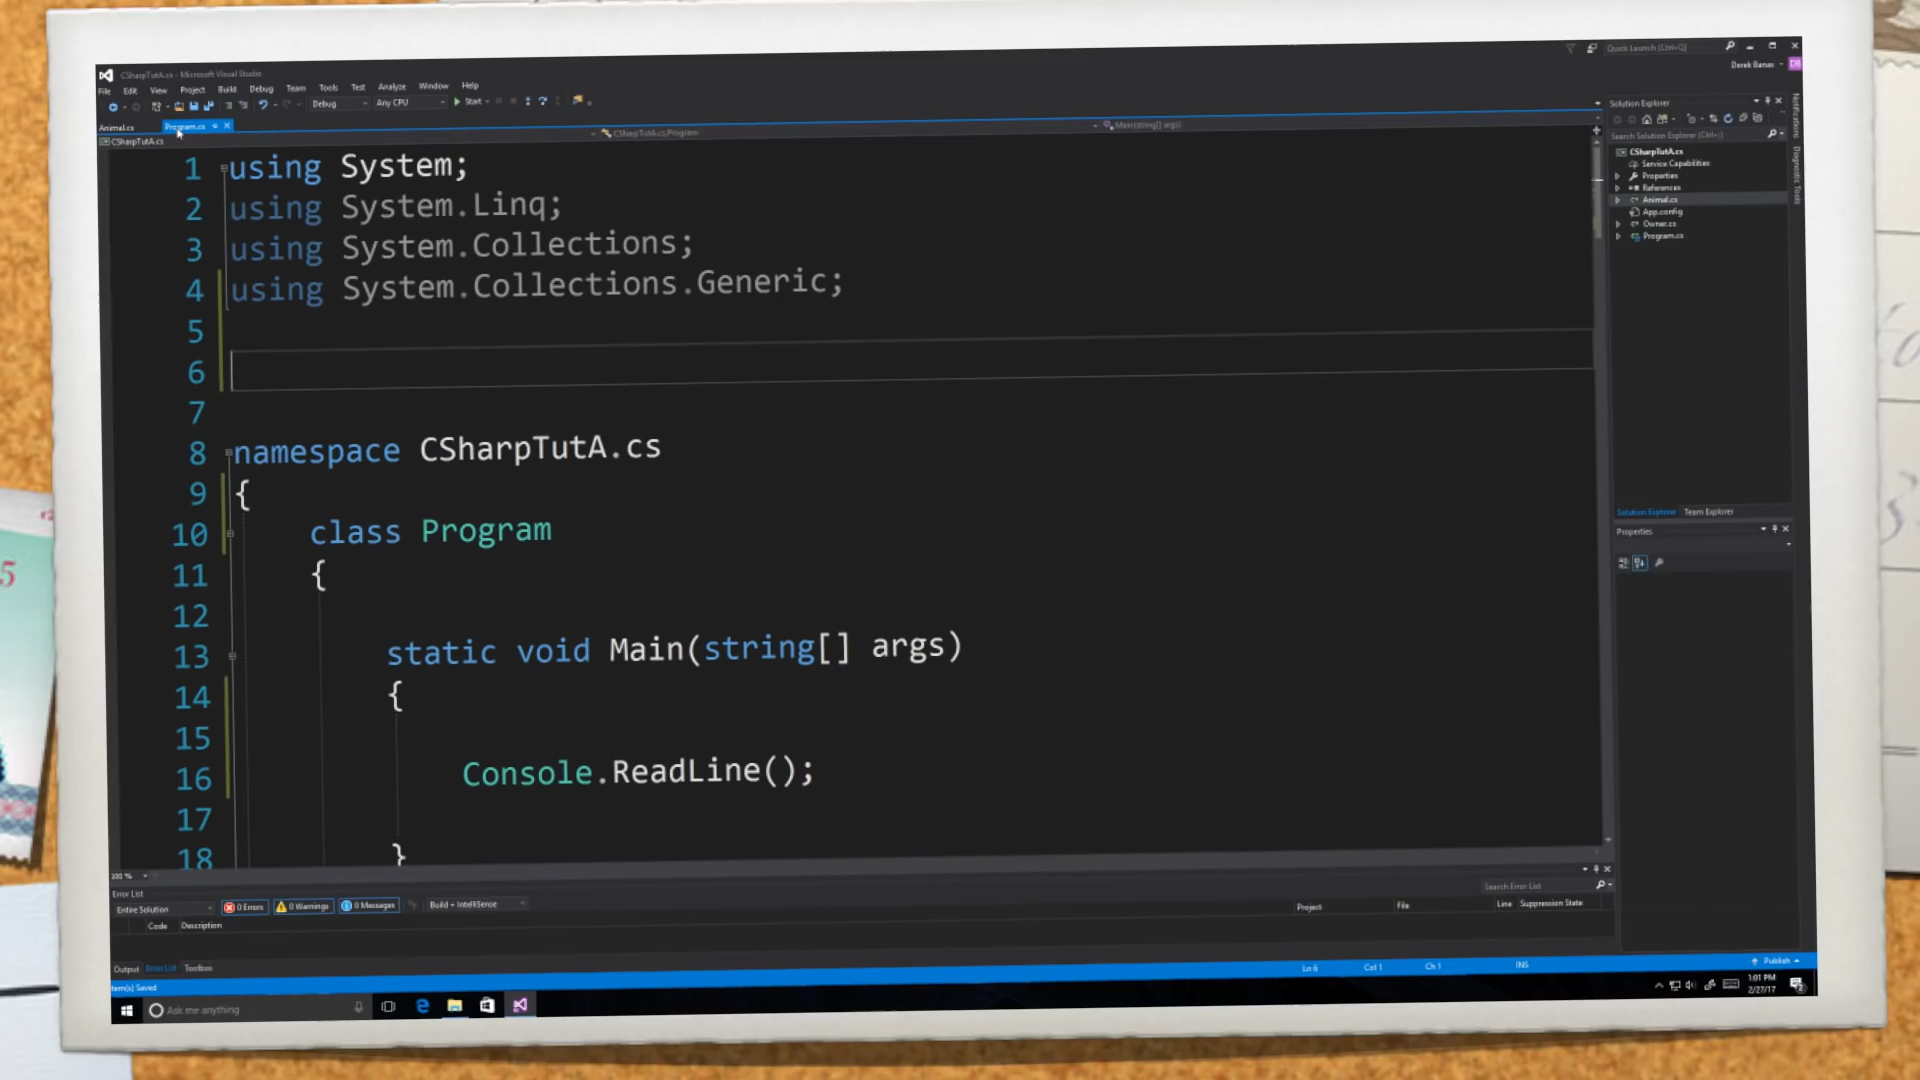 CSharpTutA.cs - Microsoft Visual Studio
Quick Launch (Ctrl+Q)
Derek Banas
File Edit View Project Build Debug Team Tools Test Analyze Window Help
Debug Any CPU Start
Animal.cs Program.cs
CSharpTutA.cs CSharpTutA.cs.Program Main(string[] args)
1 using System;
2 using System.Linq;
3 using System.Collections;
4 using System.Collections.Generic;
5
6
7
8 namespace CSharpTutA.cs
9 {
10 class Program
11 {
12
13 static void Main(string[] args)
14 {
15
16 Console.ReadLine();
17
18 }
100 %
Solution Explorer
Search Solution Explorer (Ctrl+;)
CSharpTutA.cs
Service Capabilities
Properties
References
Animal.cs
App.config
Owner.cs
Program.cs
Solution Explorer Team Explorer
Properties
Notifications
Diagnostic Tools
Error List
Search Error List
Entire Solution 0 Errors 0 Warnings 0 Messages Build + IntelliSense
Code Description Project File Line Suppression State
Output Error List Toolbox
Item(s) Saved Ln 6 Col 1 Ch 1 INS Publish
Ask me anything
1:01 PM
2/27/17
5